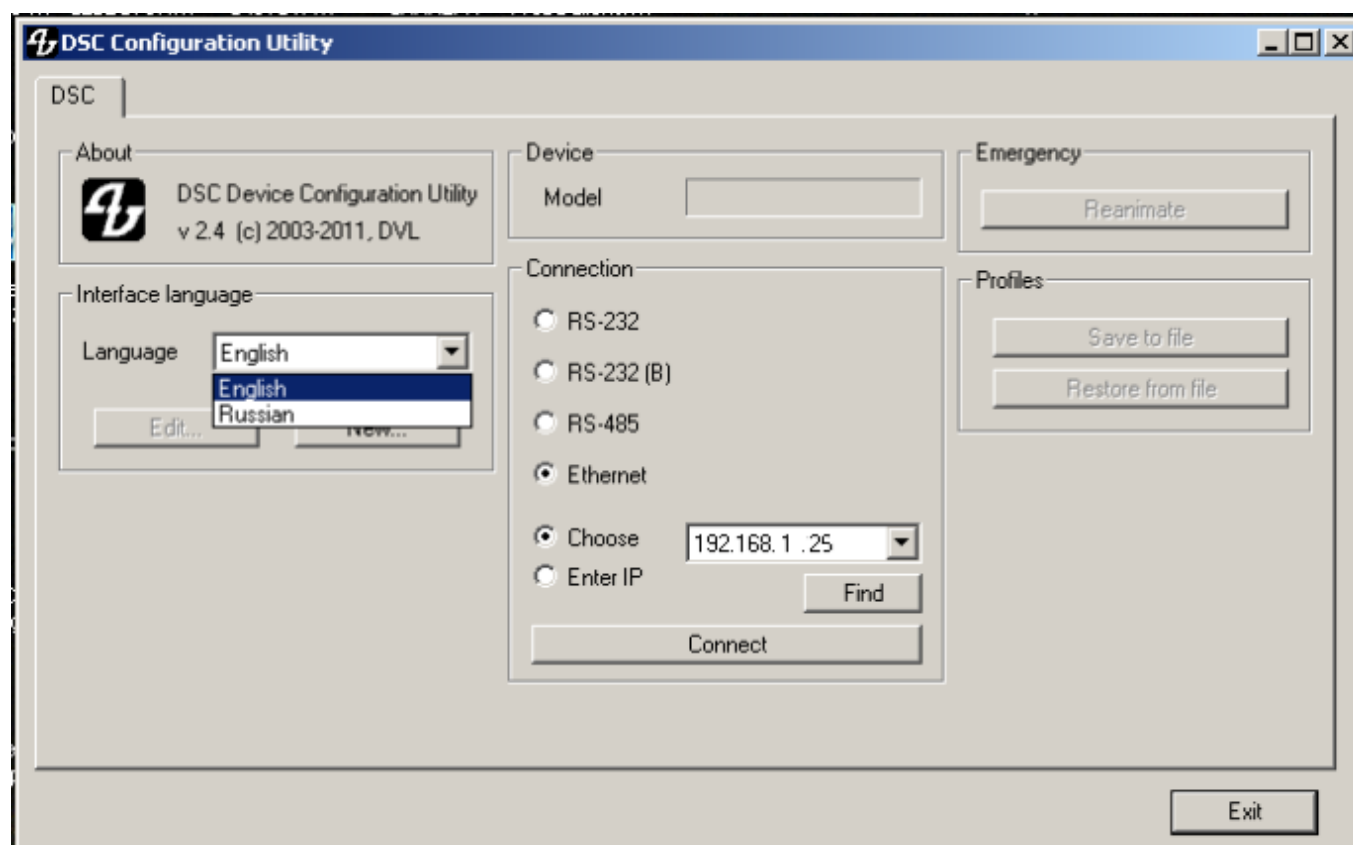 DSC Configuration Utility
DSC
About
DSC Device Configuration Utility
v 2.4 (c) 2003-2011, DVL
Interface language
Language
English
English
Russian
Edit...
New...
Device
Model
Connection
RS-232
RS-232 (B)
RS-485
Ethernet
Choose
192.168. 1 .25
Enter IP
Find
Connect
Emergency
Reanimate
Profiles
Save to file
Restore from file
Exit